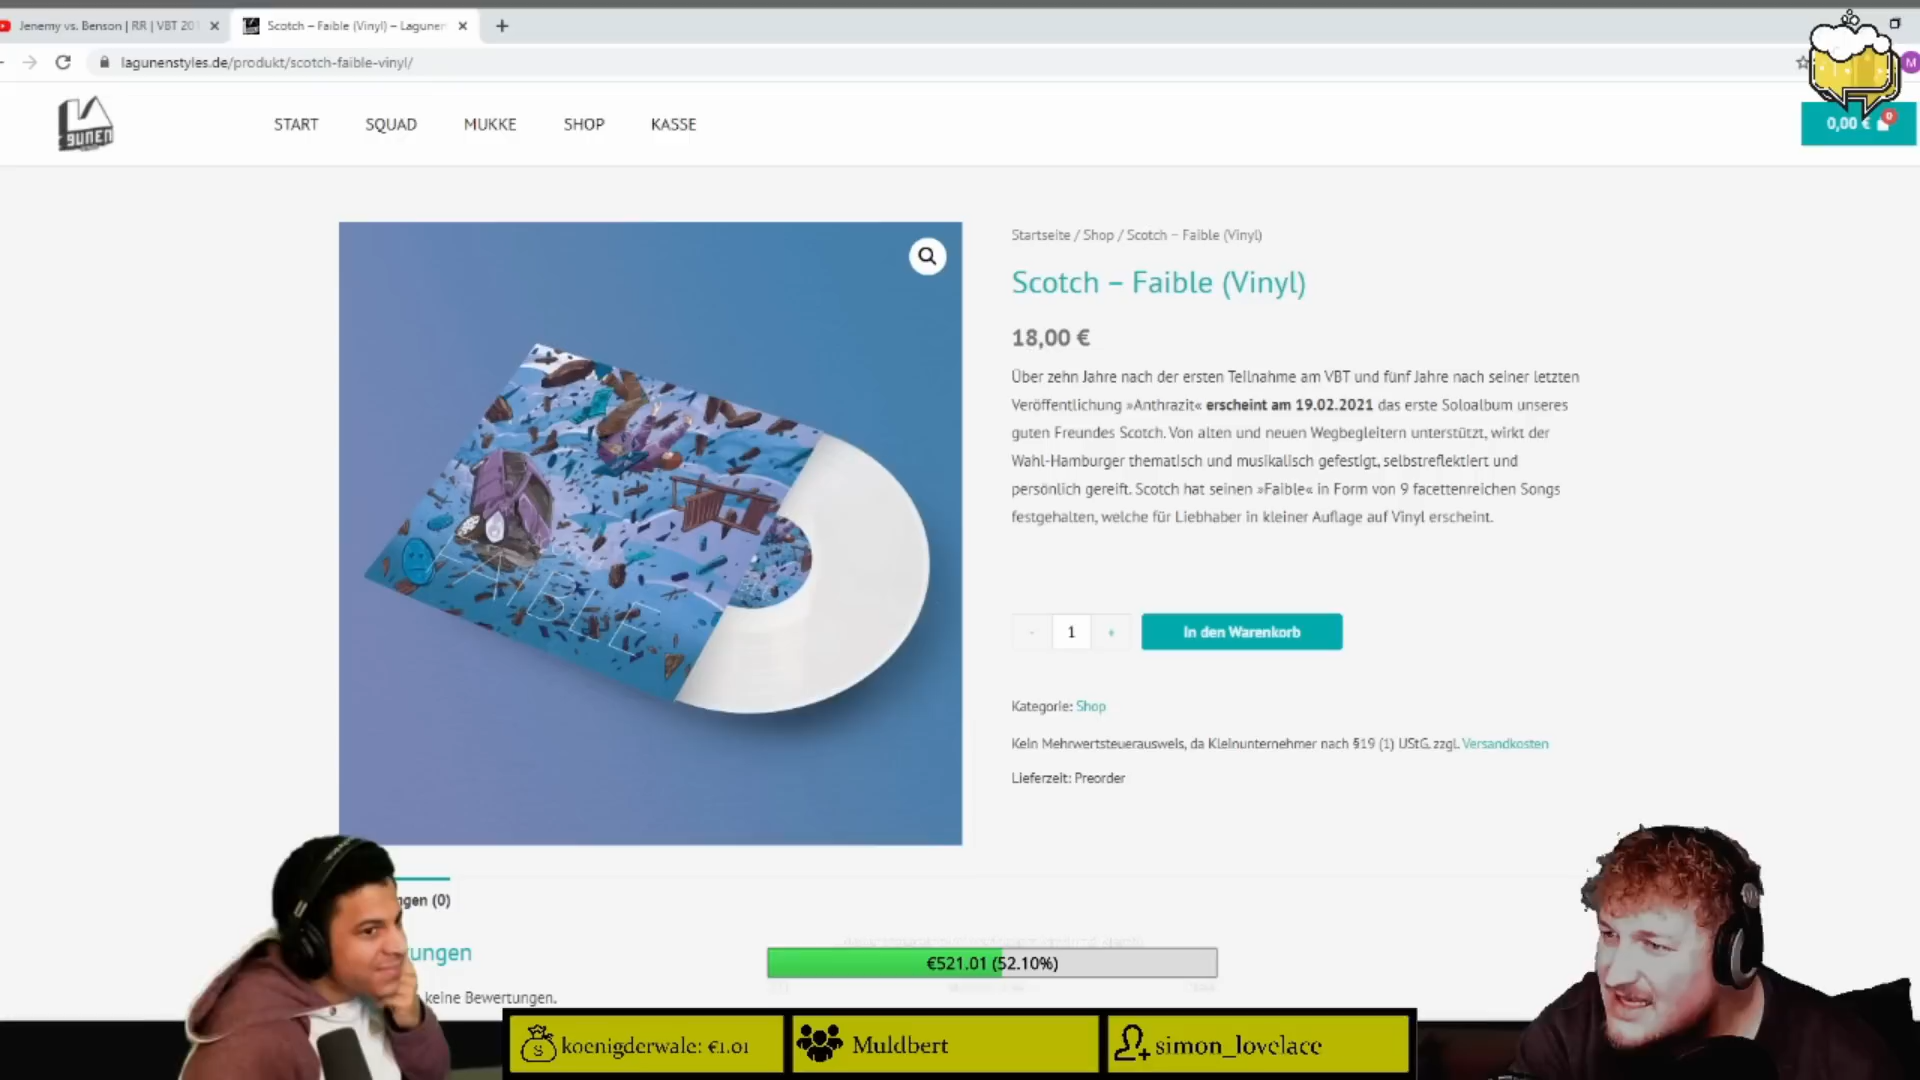 Jenemy vs. Benson | RR | VBT 201
Scotch – Faible (Vinyl) – Lagunen
lagunenstyles.de/produkt/scotch-faible-vinyl/
M
LAGUNEN
START
SQUAD
MUKKE
SHOP
KASSE
0,00 €
0
Startseite / Shop / Scotch – Faible (Vinyl)
Scotch – Faible (Vinyl)
18,00 €
Über zehn Jahre nach der ersten Teilnahme am VBT und fünf Jahre nach seiner letzten
Veröffentlichung »Anthrazit« erscheint am 19.02.2021 das erste Soloalbum unseres
guten Freundes Scotch. Von alten und neuen Wegbegleitern unterstützt, wirkt der
Wahl-Hamburger thematisch und musikalisch gefestigt, selbstreflektiert und
persönlich gereift. Scotch hat seinen »Faible« in Form von 9 facettenreichen Songs
festgehalten, welche für Liebhaber in kleiner Auflage auf Vinyl erscheint.
FAIBLE
- 1 +
In den Warenkorb
Kategorie: Shop
Kein Mehrwertsteuerausweis, da Kleinunternehmer nach §19 (1) UStG. zzgl. Versandkosten
Lieferzeit: Preorder
ngen (0)
rungen
keine Bewertungen.
€521.01 (52.10%)
koenigderwale: €1.01
Muldbert
simon_lovelace